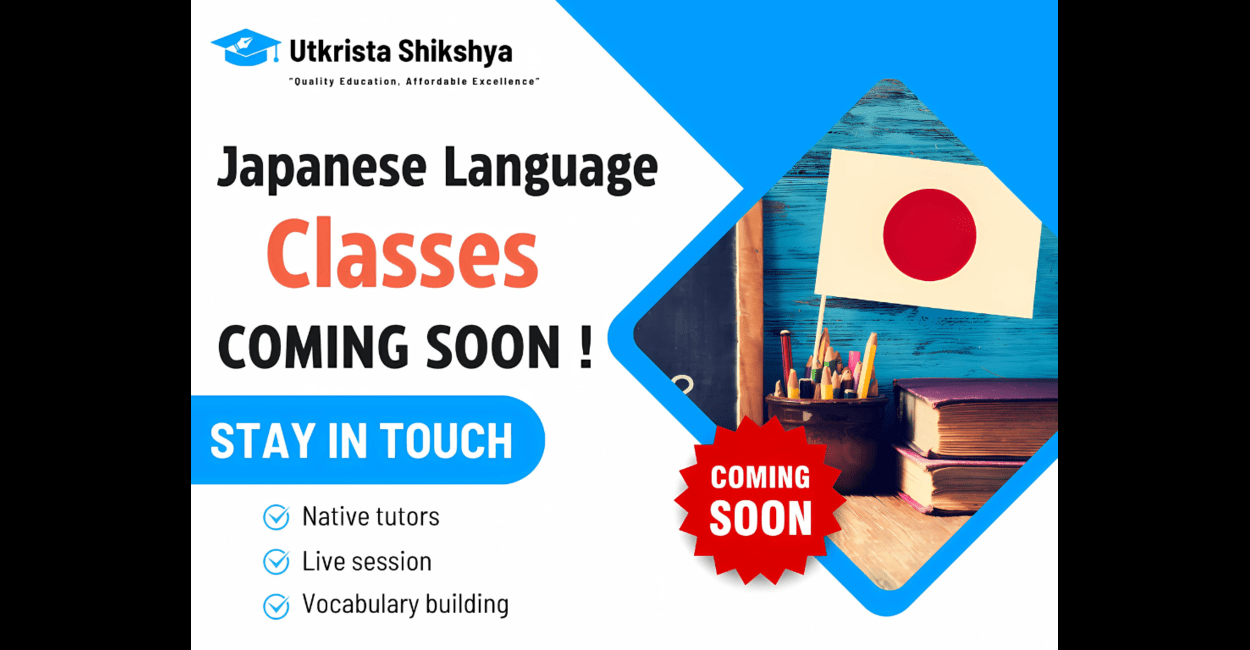 Utkrista Shikshya
"Quality Education, Affordable Excellence"
Japanese Language
Classes
COMING SOON !
STAY IN TOUCH
Native tutors
Live session
Vocabulary building
COMING
SOON